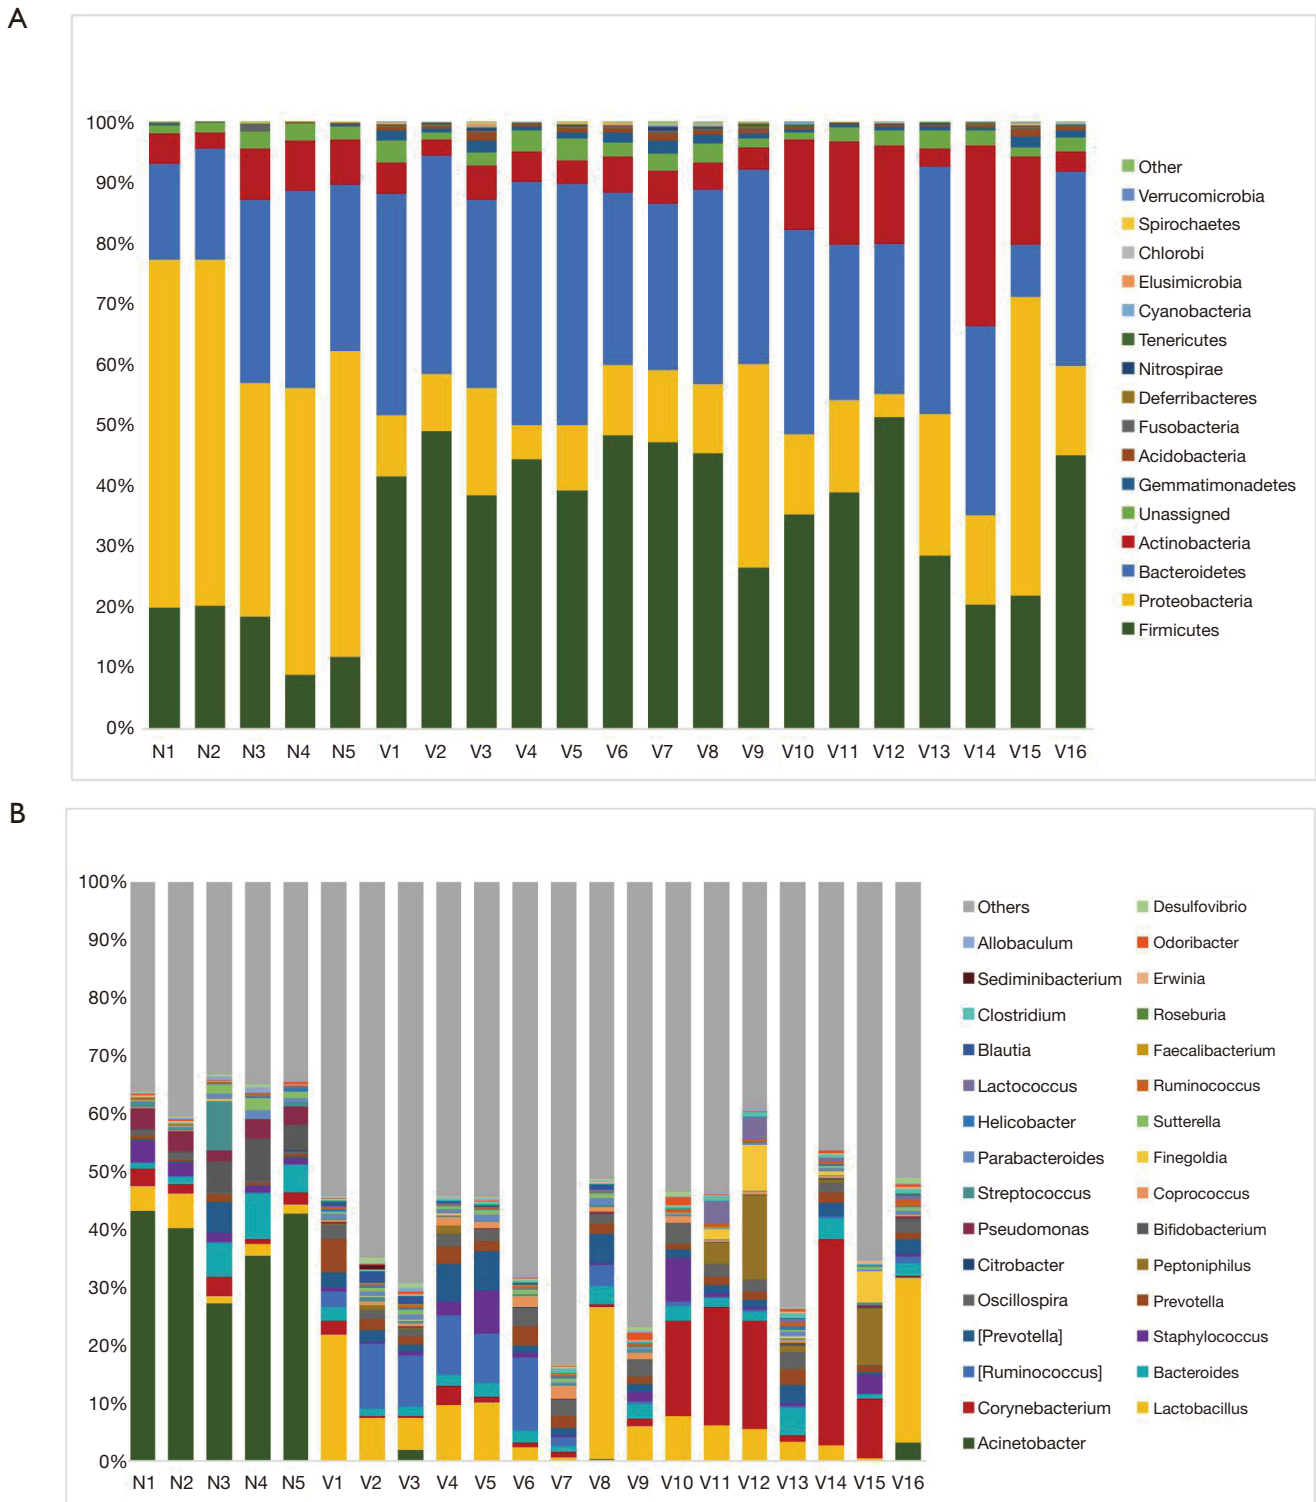 A
100%
90%
80%
70%
60%
50%
40%
30%
20%
10%
0%
N1 N2 N3 N4 N5 V1 V2 V3 V4 V5 V6 V7 V8 V9 V10 V11 V12 V13 V14 V15 V16
Other
Verrucomicrobia
Spirochaetes
Chlorobi
Elusimicrobia
Cyanobacteria
Tenericutes
Nitrospirae
Deferribacteres
Fusobacteria
Acidobacteria
Gemmatimonadetes
Unassigned
Actinobacteria
Bacteroidetes
Proteobacteria
Firmicutes
B
100%
90%
80%
70%
60%
50%
40%
30%
20%
10%
0%
N1 N2 N3 N4 N5 V1 V2 V3 V4 V5 V6 V7 V8 V9 V10 V11 V12 V13 V14 V15 V16
Others Desulfovibrio
Allobaculum Odoribacter
Sediminibacterium Erwinia
Clostridium Roseburia
Blautia Faecalibacterium
Lactococcus Ruminococcus
Helicobacter Sutterella
Parabacteroides Finegoldia
Streptococcus Coprococcus
Pseudomonas Bifidobacterium
Citrobacter Peptoniphilus
Oscillospira Prevotella
[Prevotella] Staphylococcus
[Ruminococcus] Bacteroides
Corynebacterium Lactobacillus
Acinetobacter